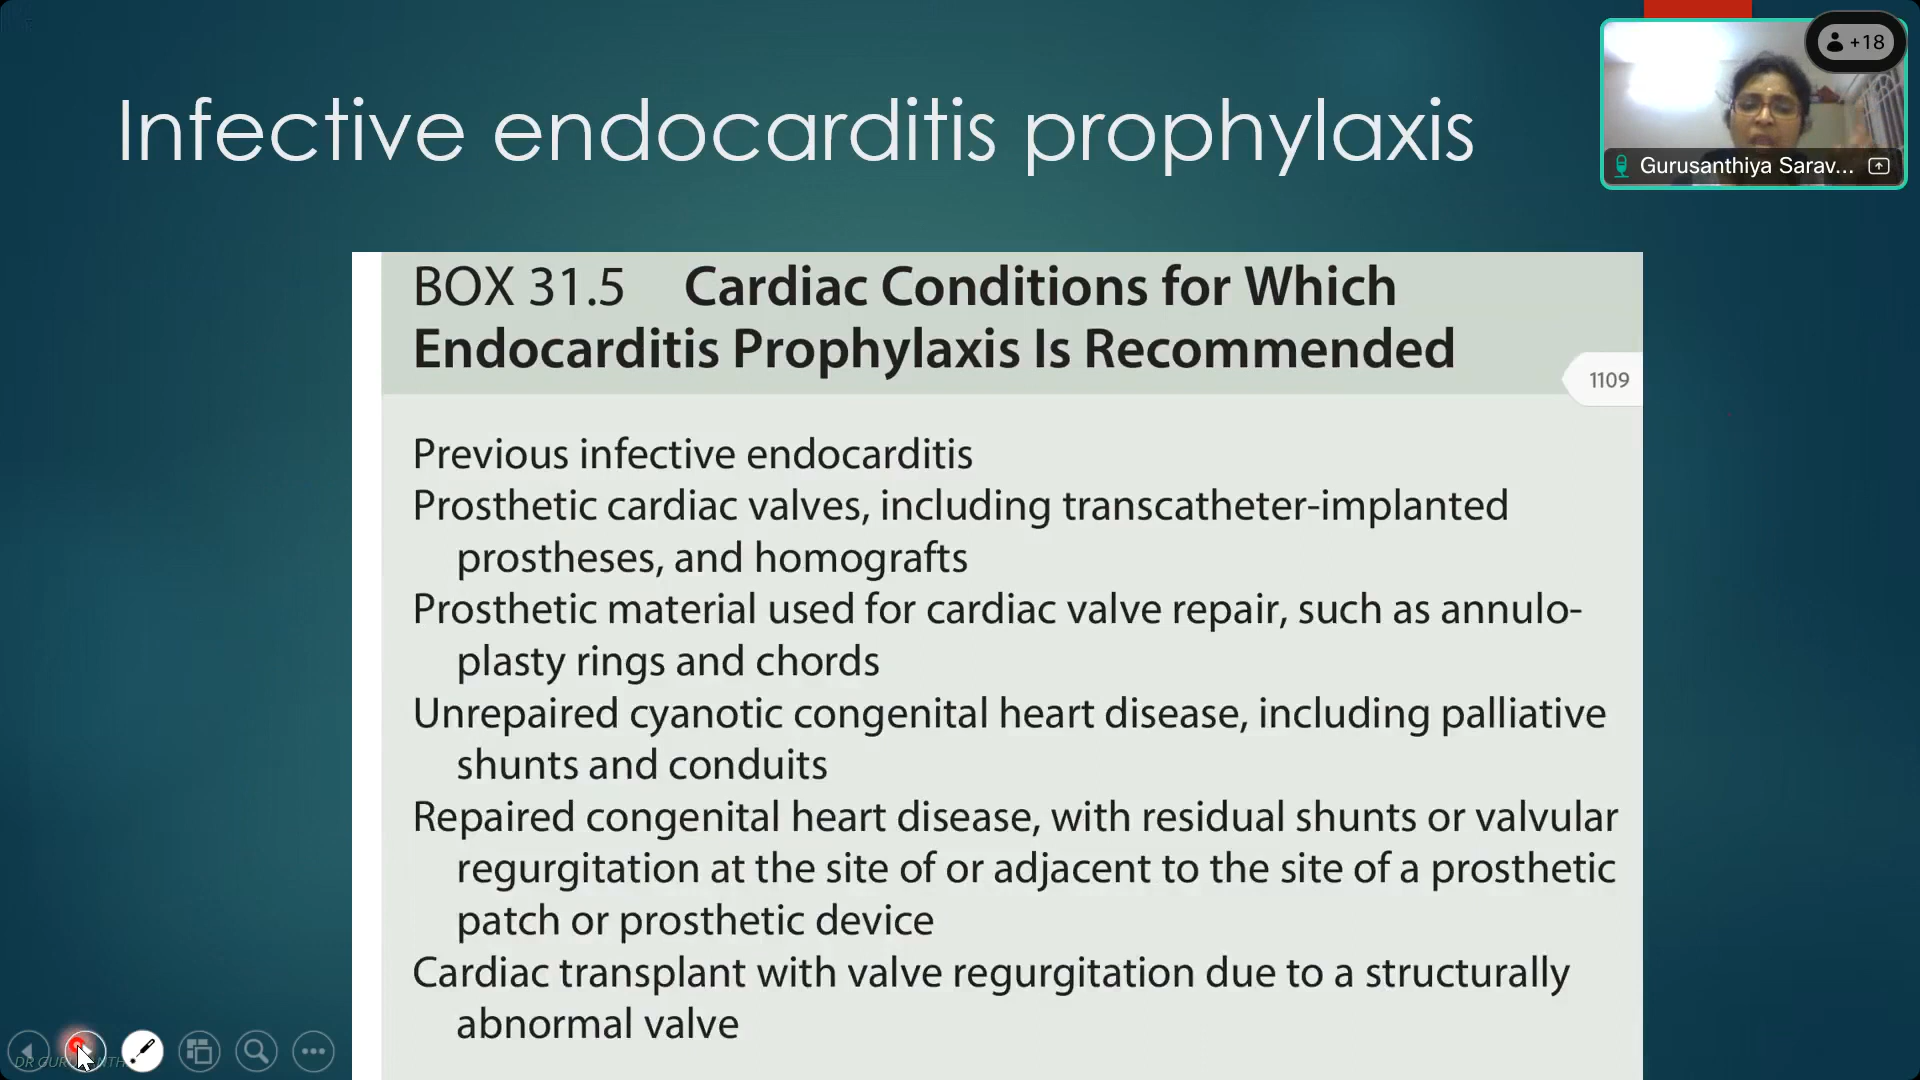 Infective endocarditis prophylaxis
+18
Gurusanthiya Sarav...
BOX 31.5 Cardiac Conditions for Which
Endocarditis Prophylaxis Is Recommended
1109
Previous infective endocarditis
Prosthetic cardiac valves, including transcatheter-implanted
prostheses, and homografts
Prosthetic material used for cardiac valve repair, such as annulo-
plasty rings and chords
Unrepaired cyanotic congenital heart disease, including palliative
shunts and conduits
Repaired congenital heart disease, with residual shunts or valvular
regurgitation at the site of or adjacent to the site of a prosthetic
patch or prosthetic device
Cardiac transplant with valve regurgitation due to a structurally
abnormal valve
DR